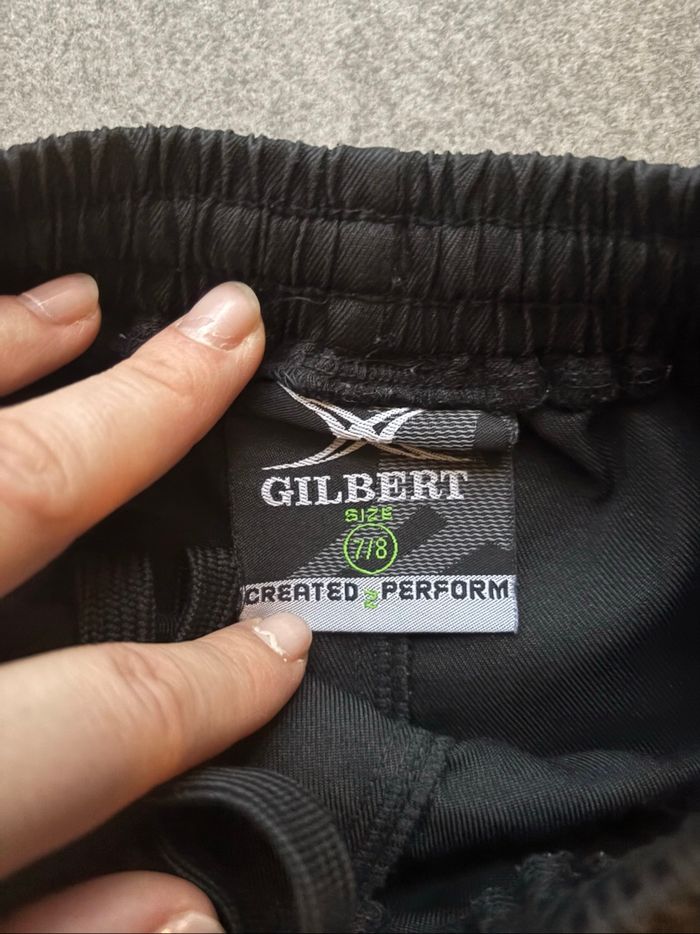 GILBERT
SIZE
7/8
CREATED 2 PERFORM